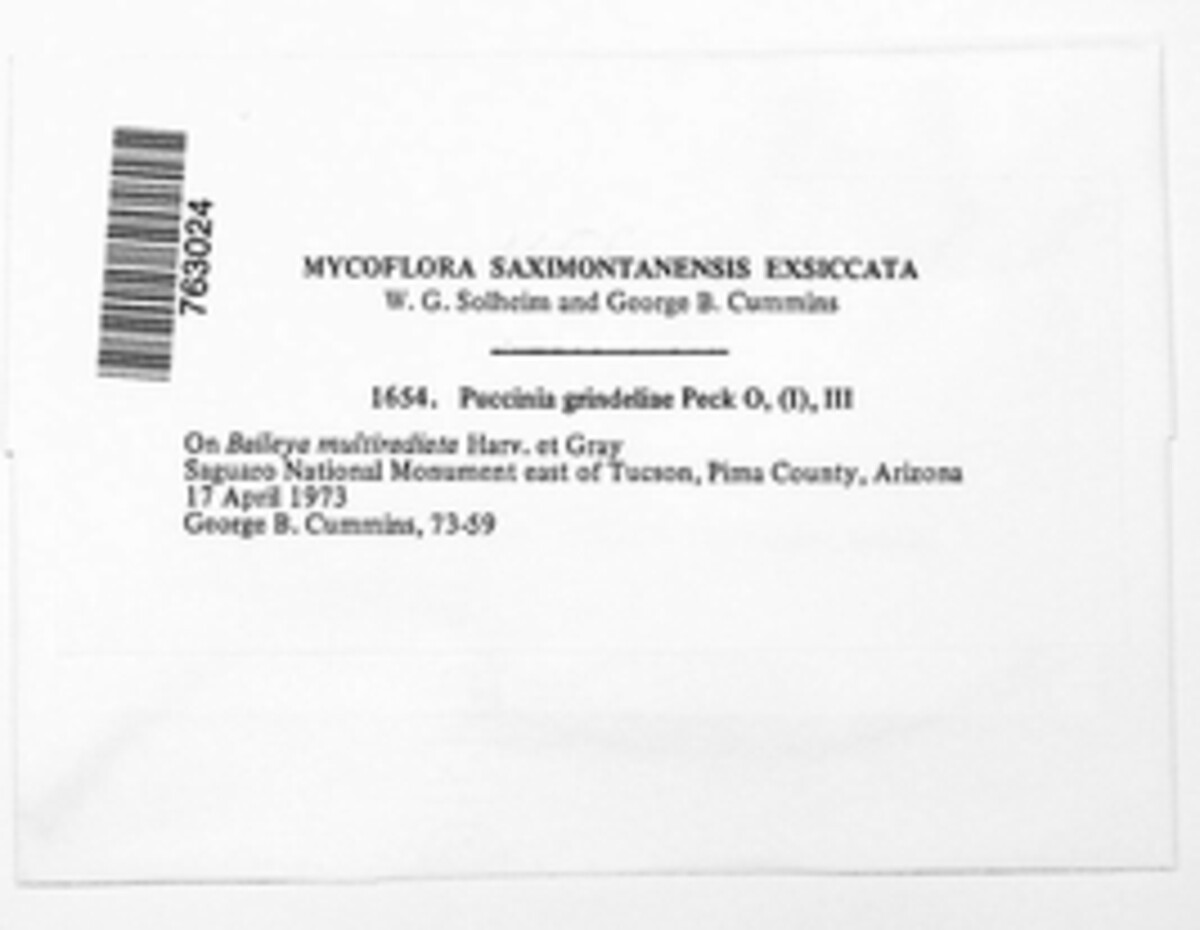 763024
MYCOFLORA SAXIMONTANENSIS EXSICCATA
W. G. Solheim and George B. Cummins
1654. Puccinia grindeliae Peck O, (I), III
On Baileya multiradiata Harv. et Gray
Saguaro National Monument east of Tucson, Pima County, Arizona
17 April 1973
George B. Cummins, 73-59